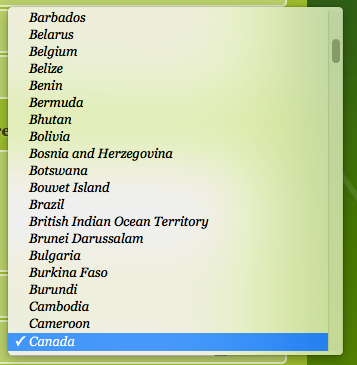 Barbados
Belarus
Belgium
Belize
Benin
Bermuda
Bhutan
Bolivia
Bosnia and Herzegovina
Botswana
Bouvet Island
Brazil
British Indian Ocean Territory
Brunei Darussalam
Bulgaria
Burkina Faso
Burundi
Cambodia
Cameroon
✓ Canada